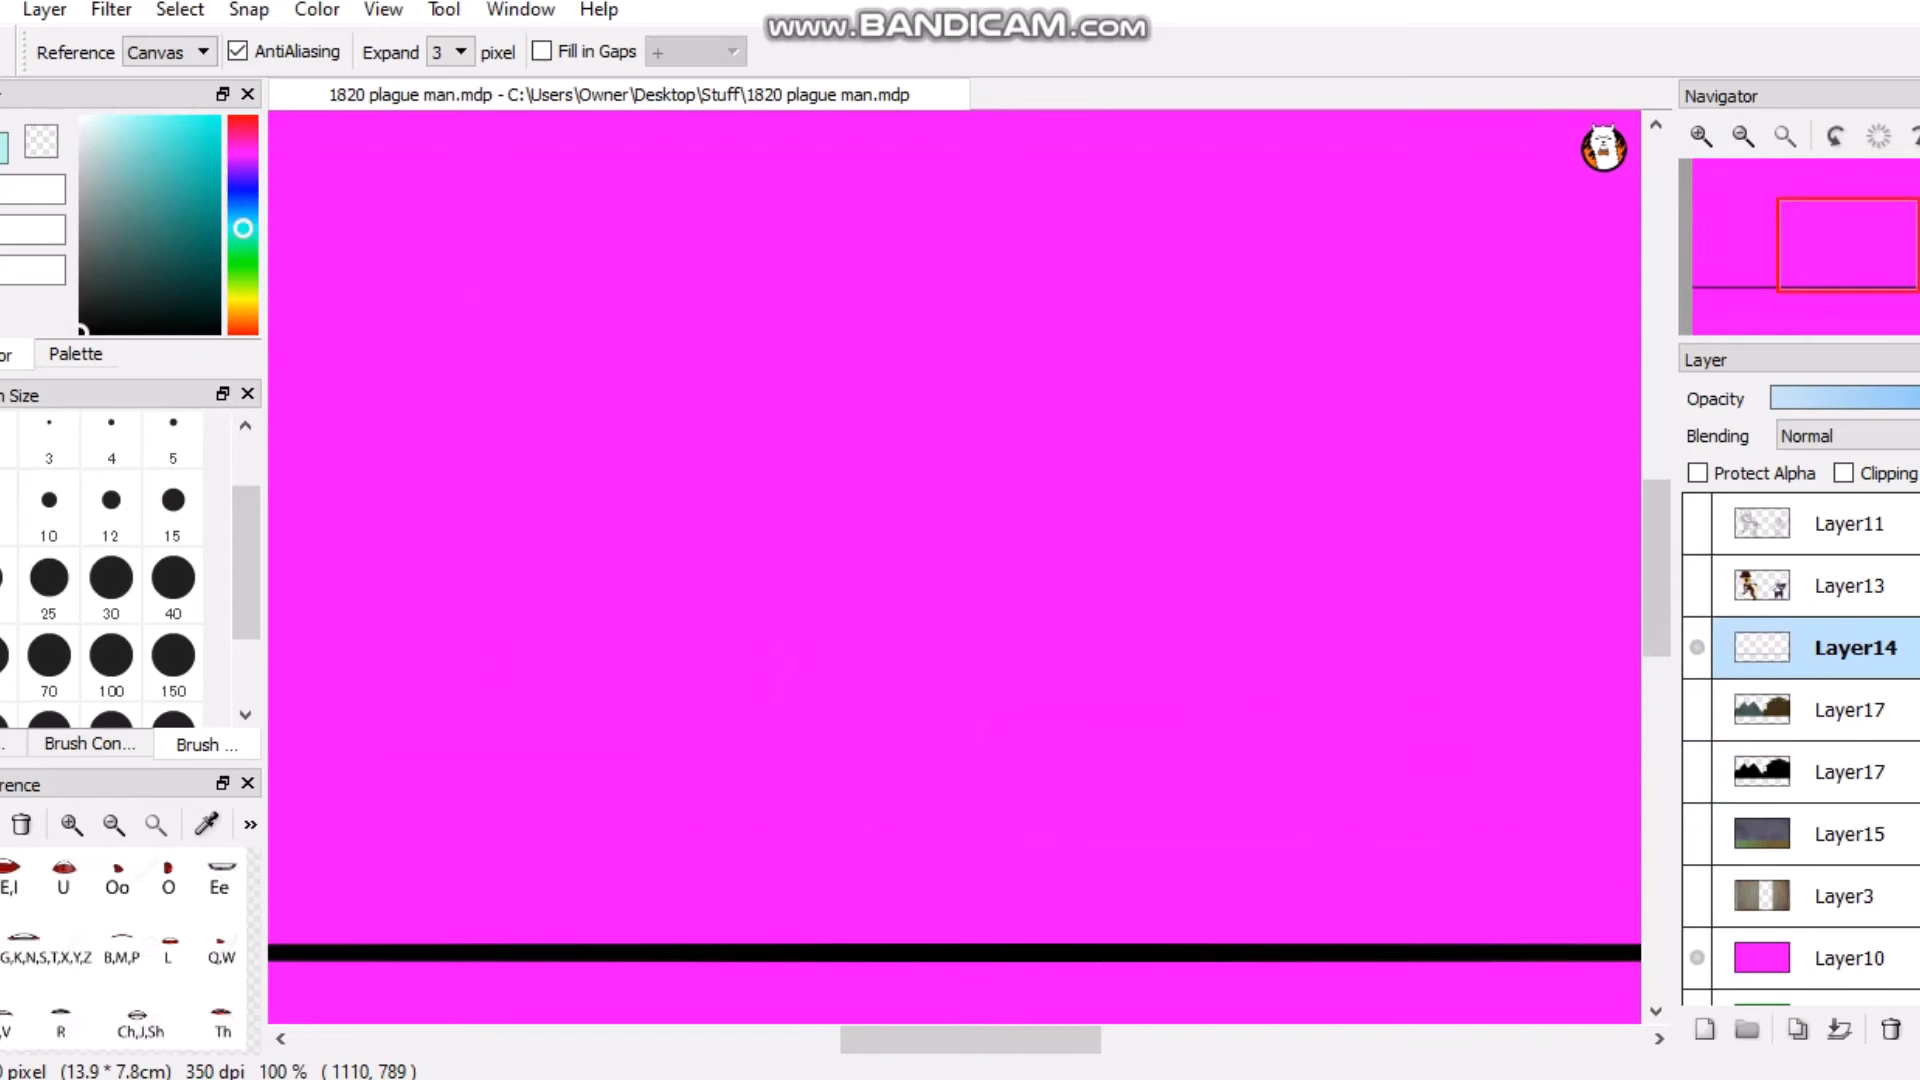 Layer Filter Select Snap Color View Tool Window Help
www.BANDICAM.com
Reference Canvas AntiAliasing Expand 3 pixel Fill in Gaps +
1820 plague man.mdp - C:\Users\Owner\Desktop\Stuff\1820 plague man.mdp
Navigator
Palette
Layer
Opacity
Size
Blending Normal
3 4 5
Protect Alpha Clipping
Layer11
10 12 15
Layer13
25 30 40
Layer14
70 100 150
Layer17
Brush Con... Brush ...
Layer17
Layer15
E,I U Oo O Ee
Layer3
G,K,N,S,T,X,Y,Z B,M,P L Q,W
Layer10
R Ch,J,Sh Th
pixel (13.9 * 7.8cm) 350 dpi 100 % ( 1110, 789 )